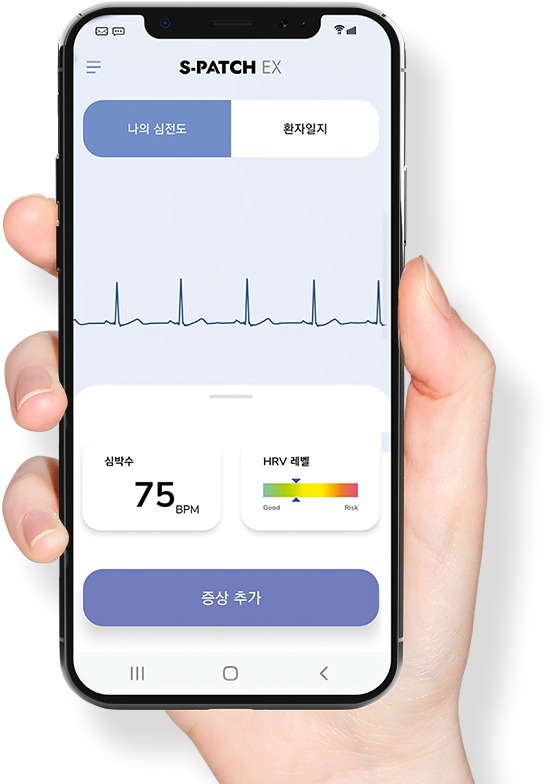 S-PATCH EX
나의 심전도
환자일지
심박수
75 BPM
HRV 레벨
Good
Risk
증상 추가